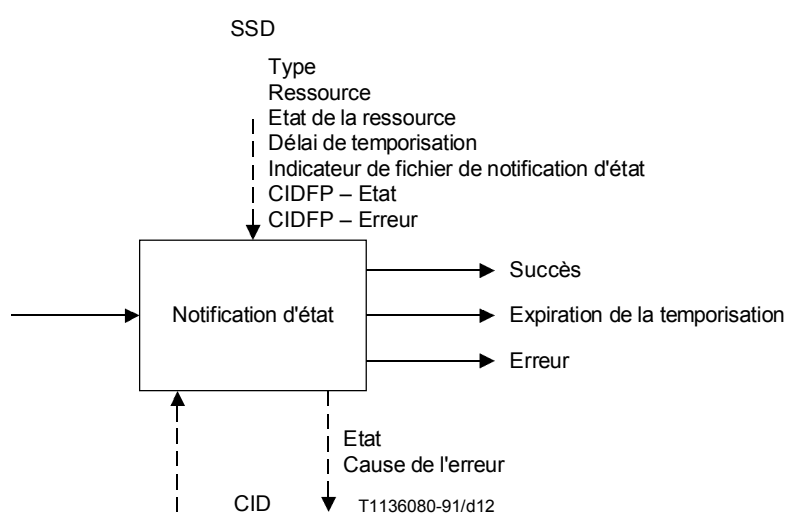 SSD
Type
Ressource
Etat de la ressource
Délai de temporisation
Indicateur de fichier de notification d'état
CIDFP – Etat
CIDFP – Erreur
Succès
Notification d'état
Expiration de la temporisation
Erreur
Etat
Cause de l'erreur
CID
T1136080-91/d12